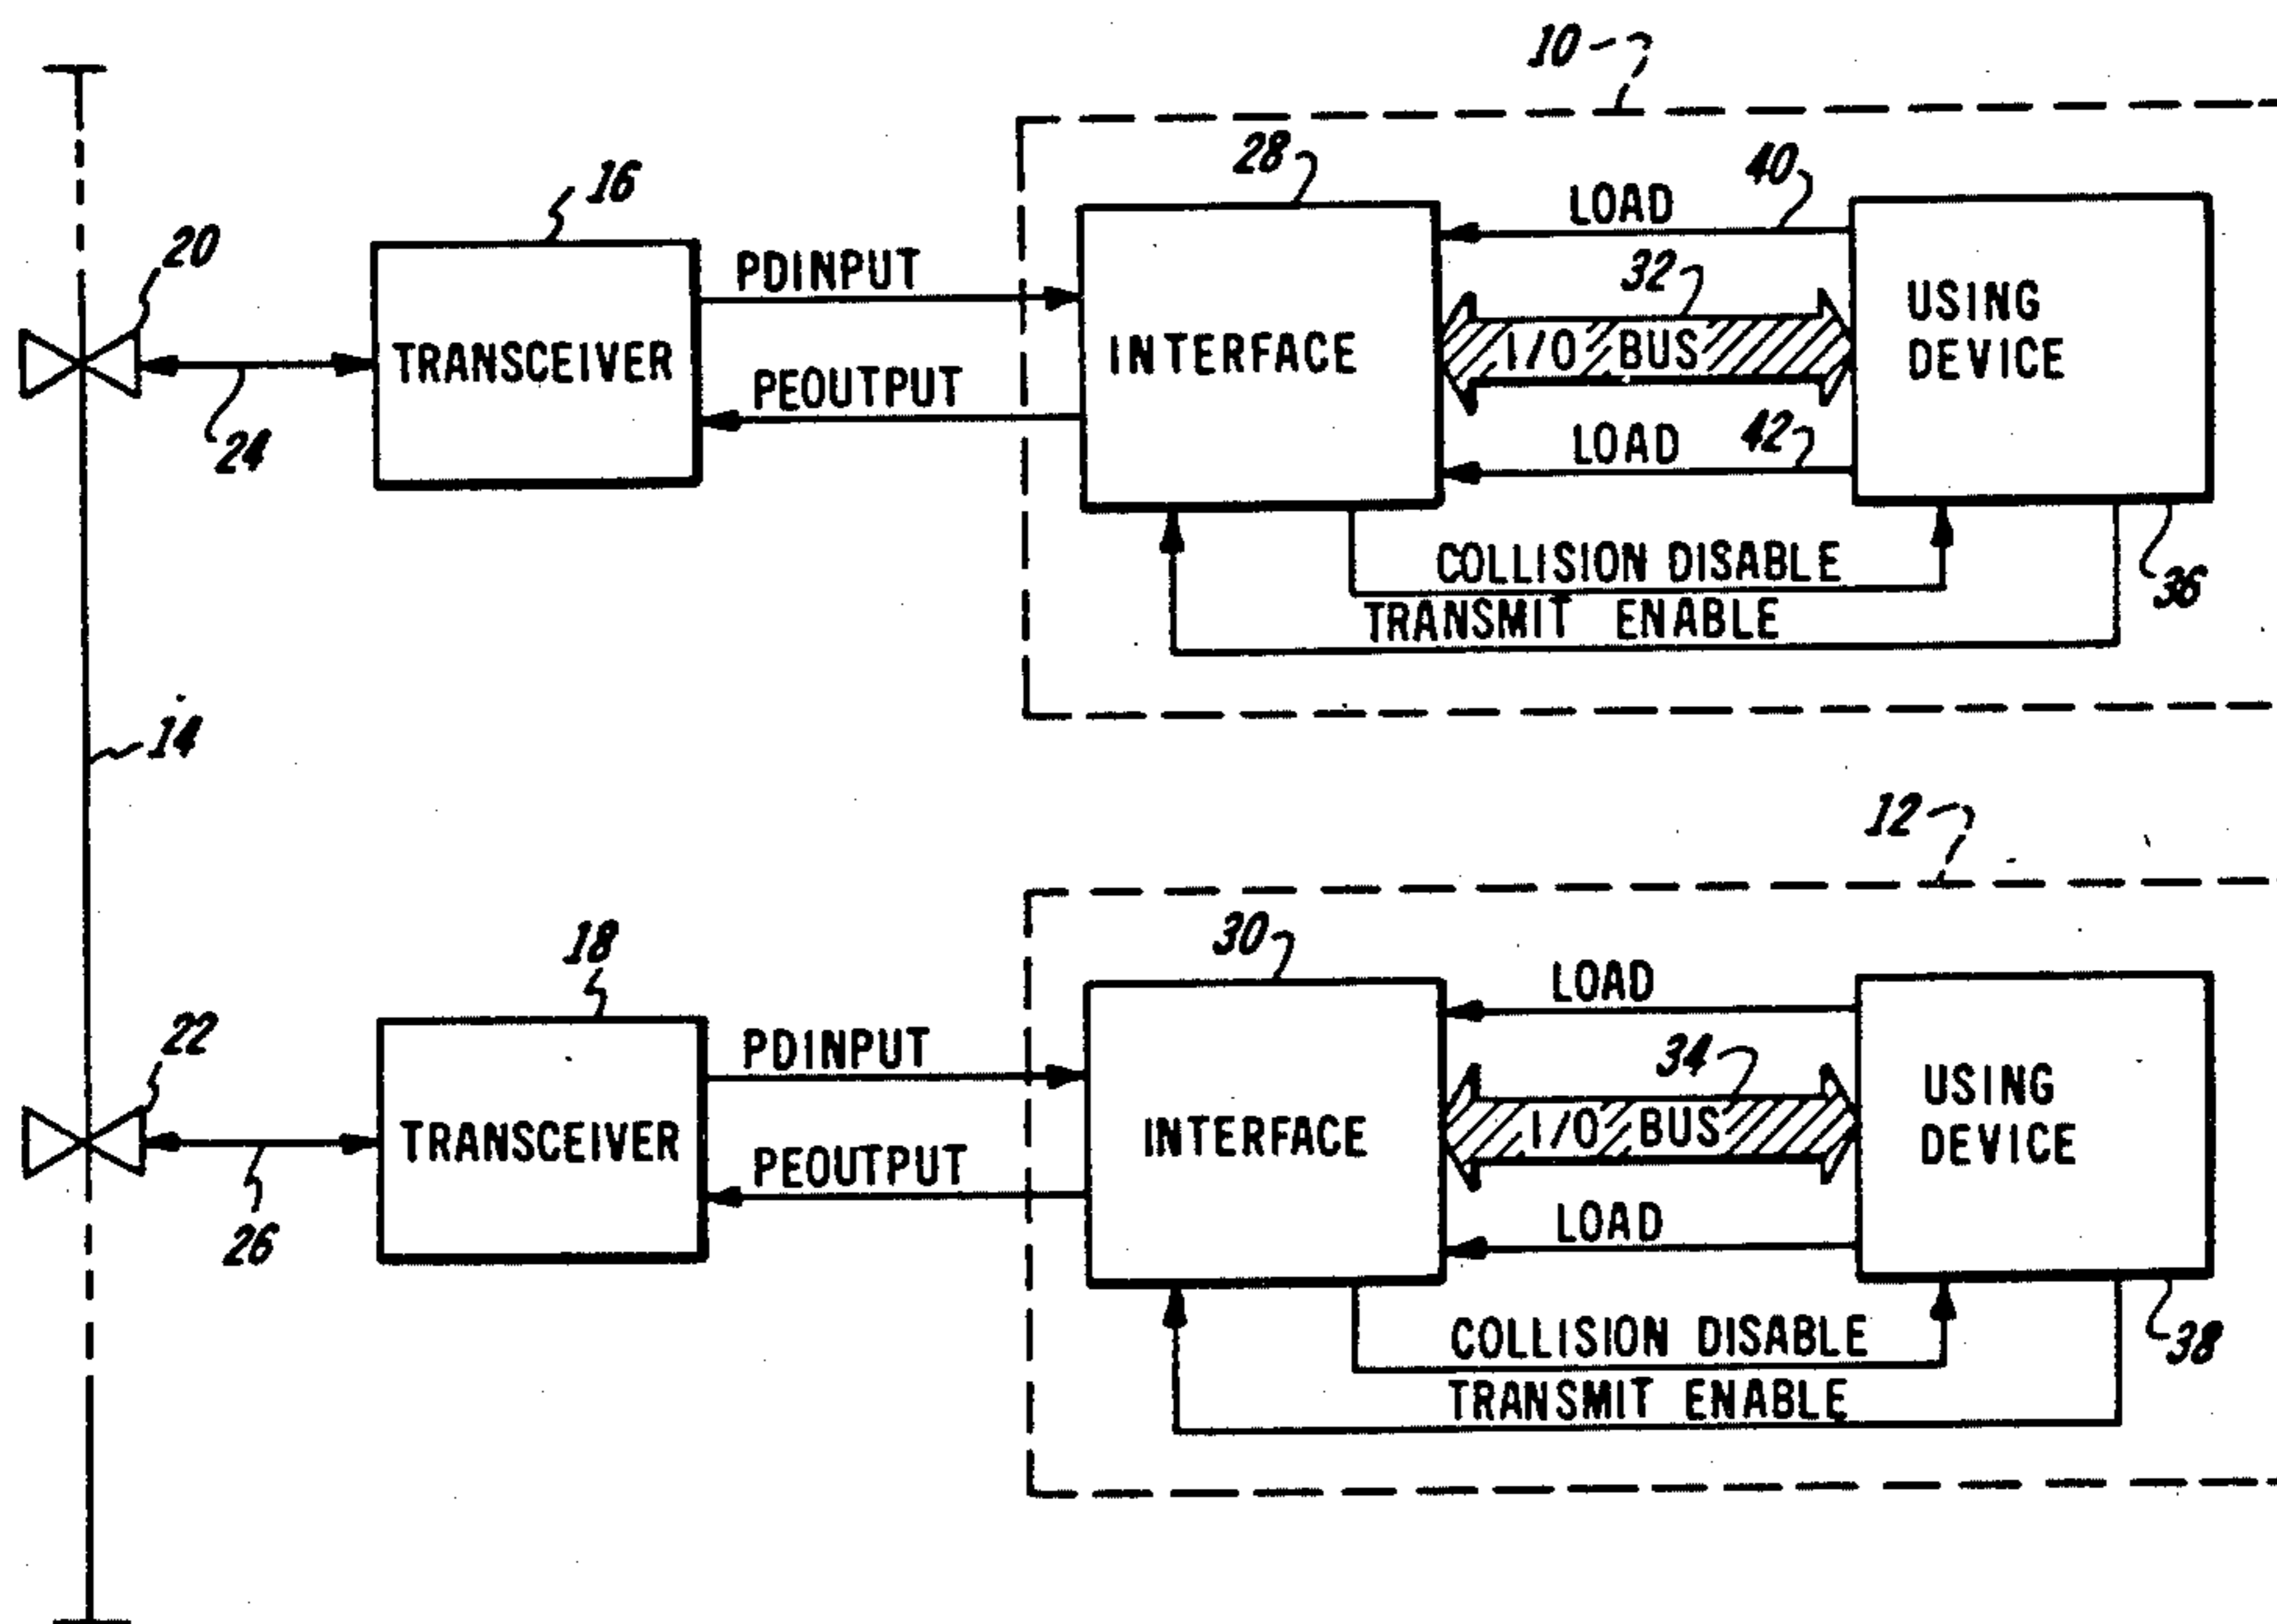 10
28
40
16
LOAD
20
PDINPUT
32
USING
DEVICE
TRANSCEIVER
INTERFACE
I/O BUS
PEOUTPUT
24
LOAD
42
COLLISION DISABLE
36
TRANSMIT ENABLE
14
12
30
18
LOAD
22
PDINPUT
34
USING
DEVICE
TRANSCEIVER
INTERFACE
I/O BUS
PEOUTPUT
26
LOAD
COLLISION DISABLE
38
TRANSMIT ENABLE